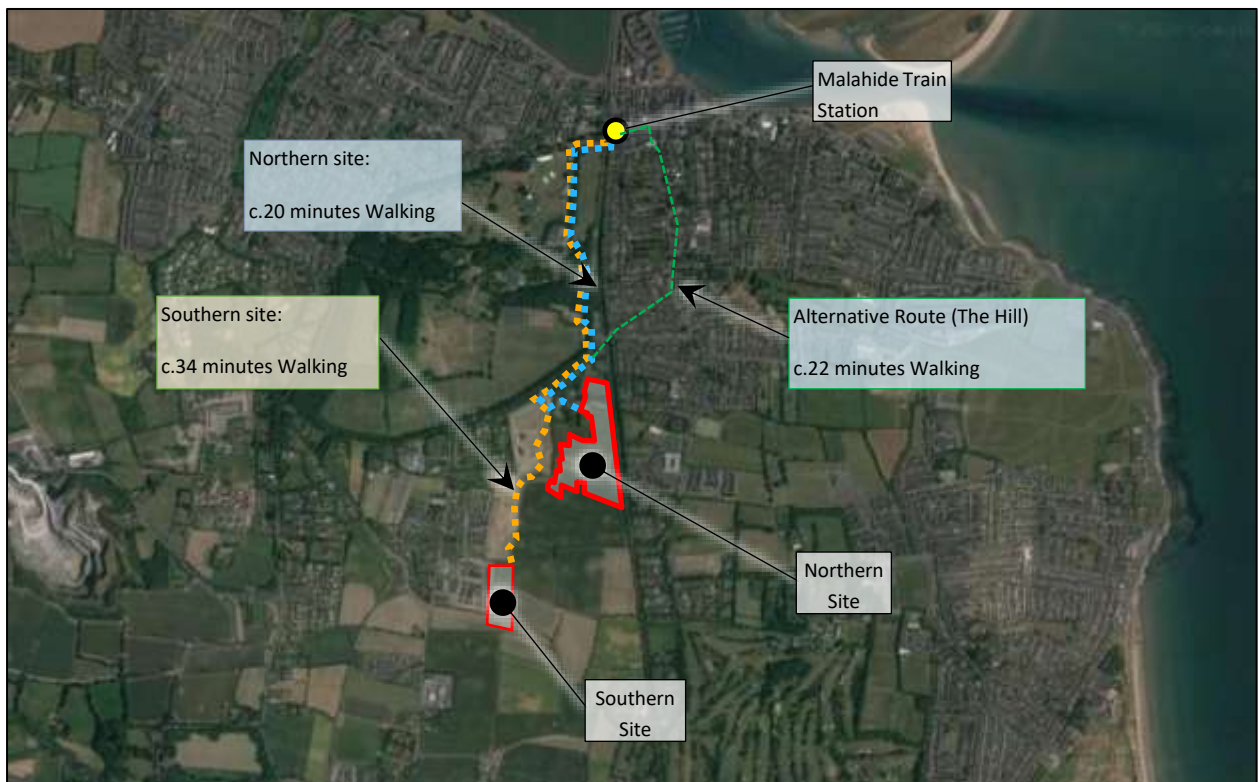 Malahide Train
Station
Northern site:
c.20 minutes Walking
Southern site:
c.34 minutes Walking
Alternative Route (The Hill)
c.22 minutes Walking
Northern
Site
Southern
Site